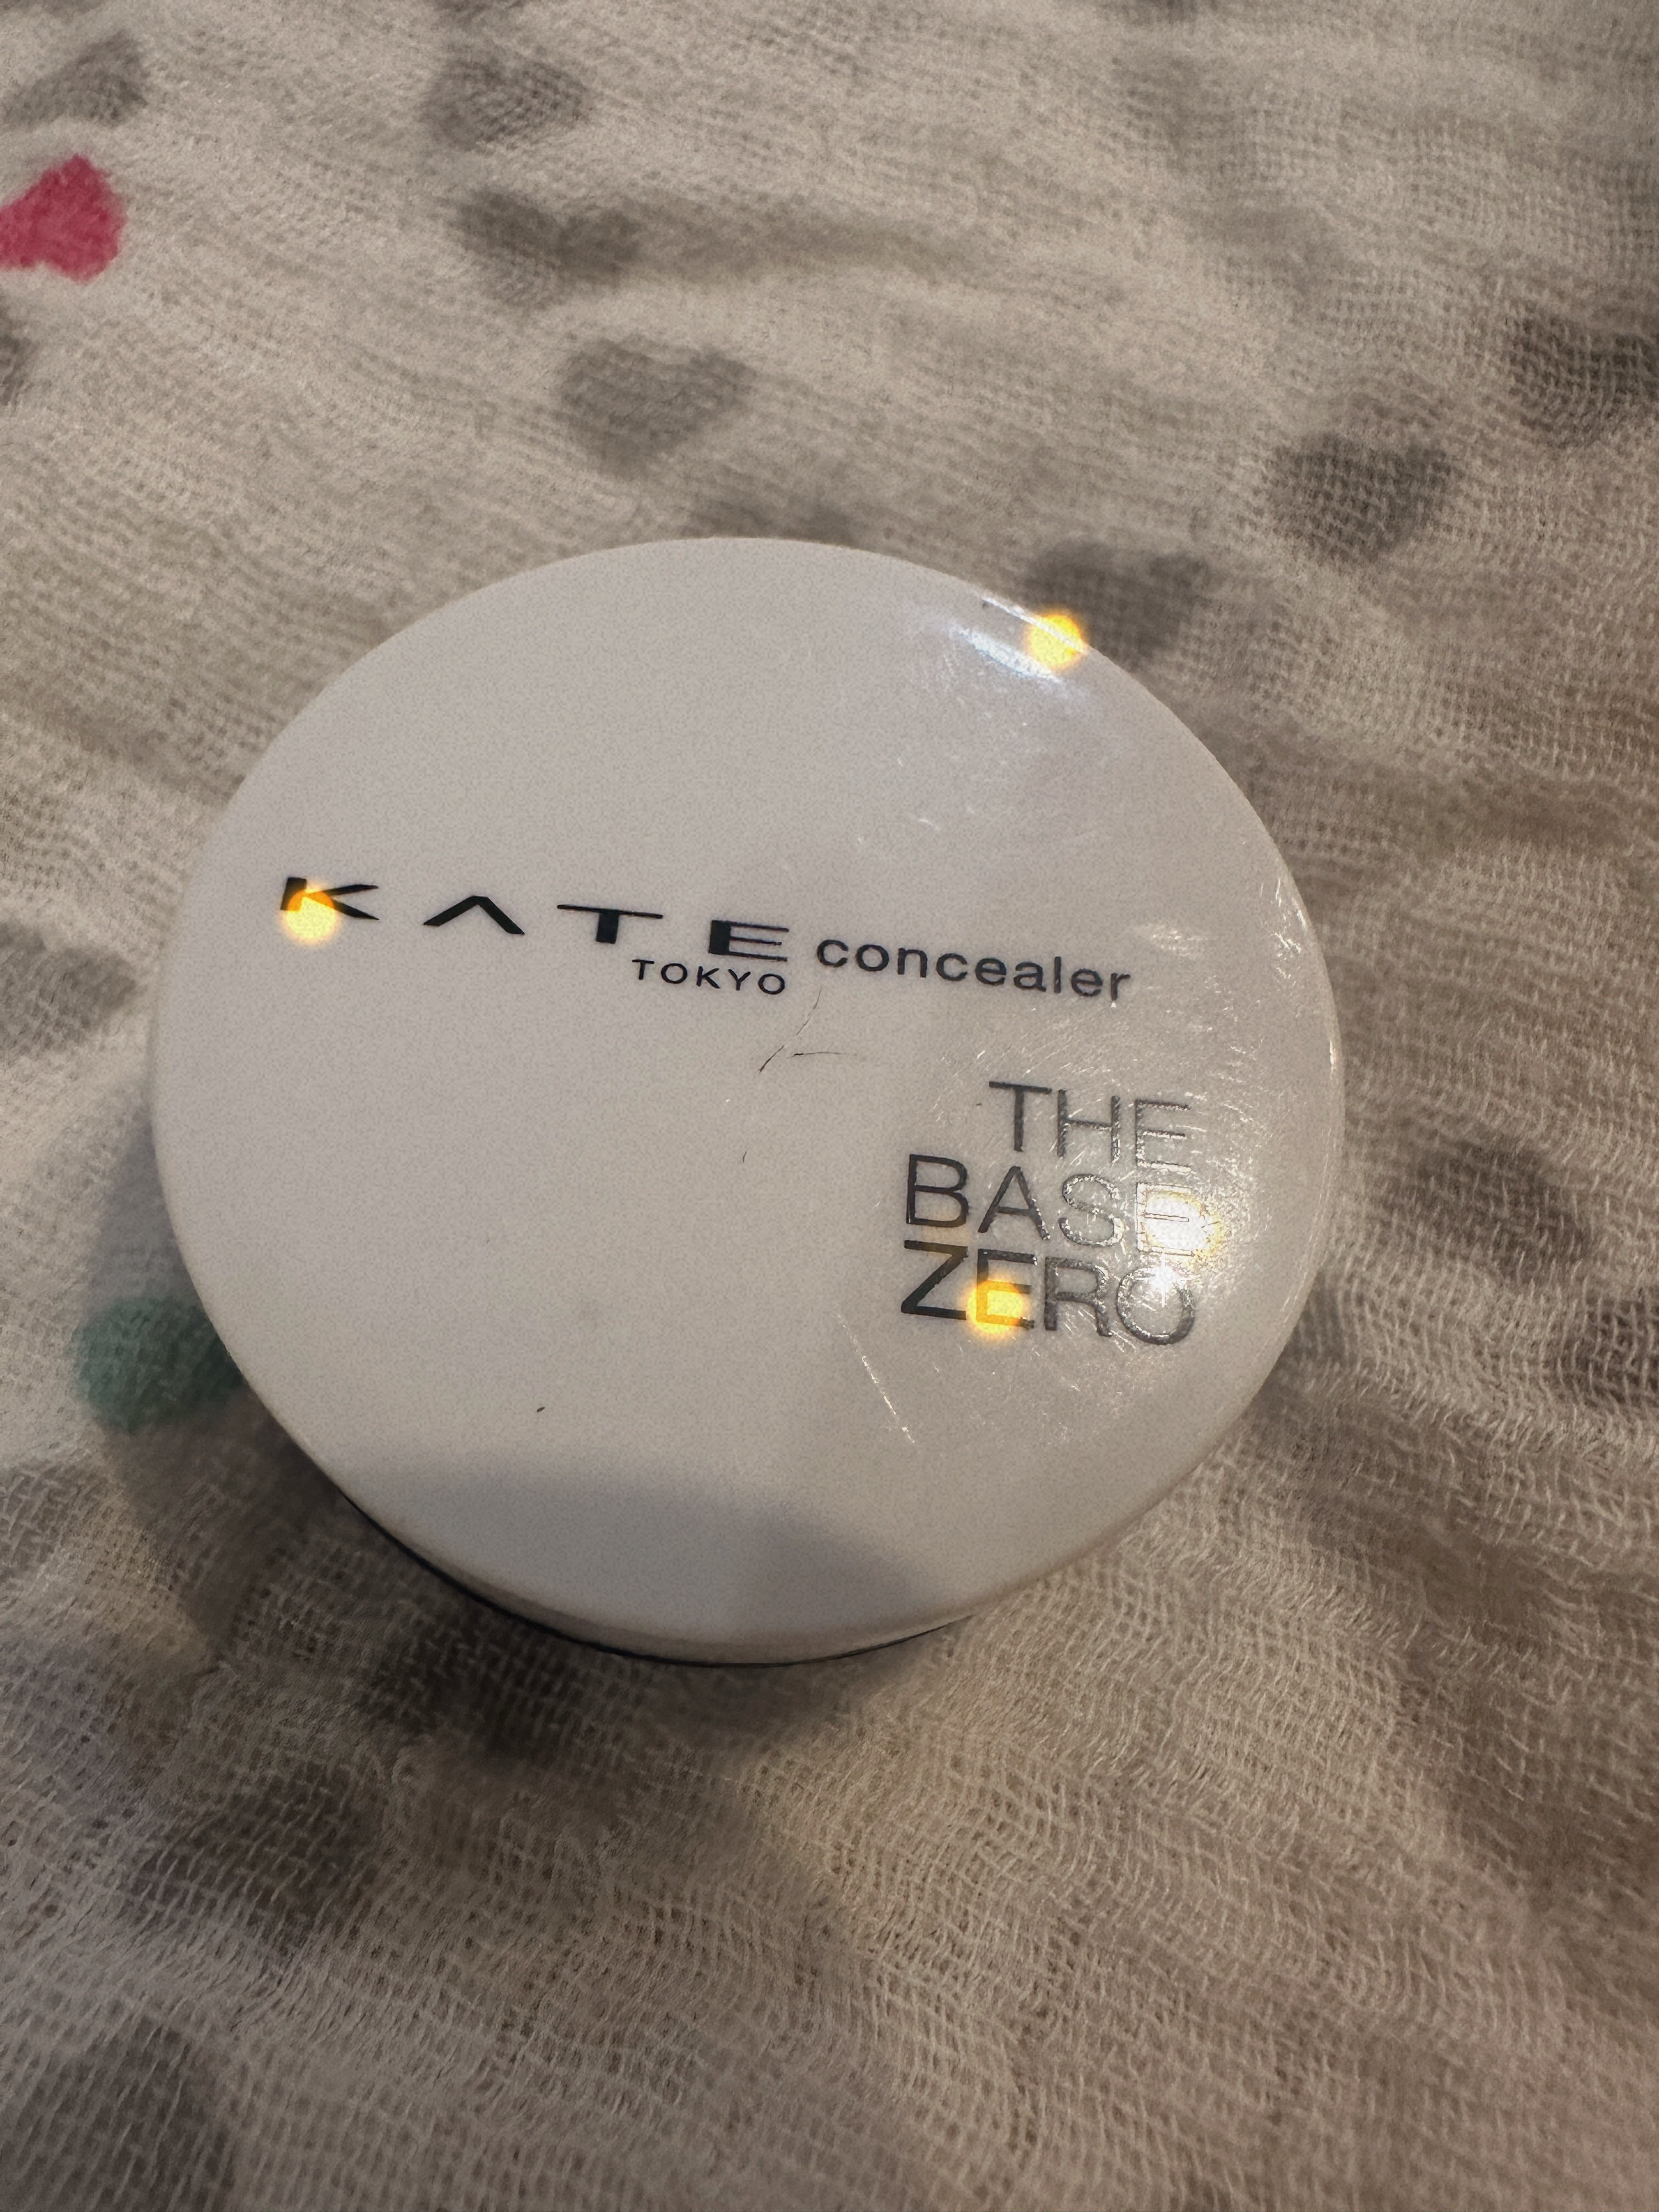 KATE concealer
TOKYO
THE
BASE
ZERO